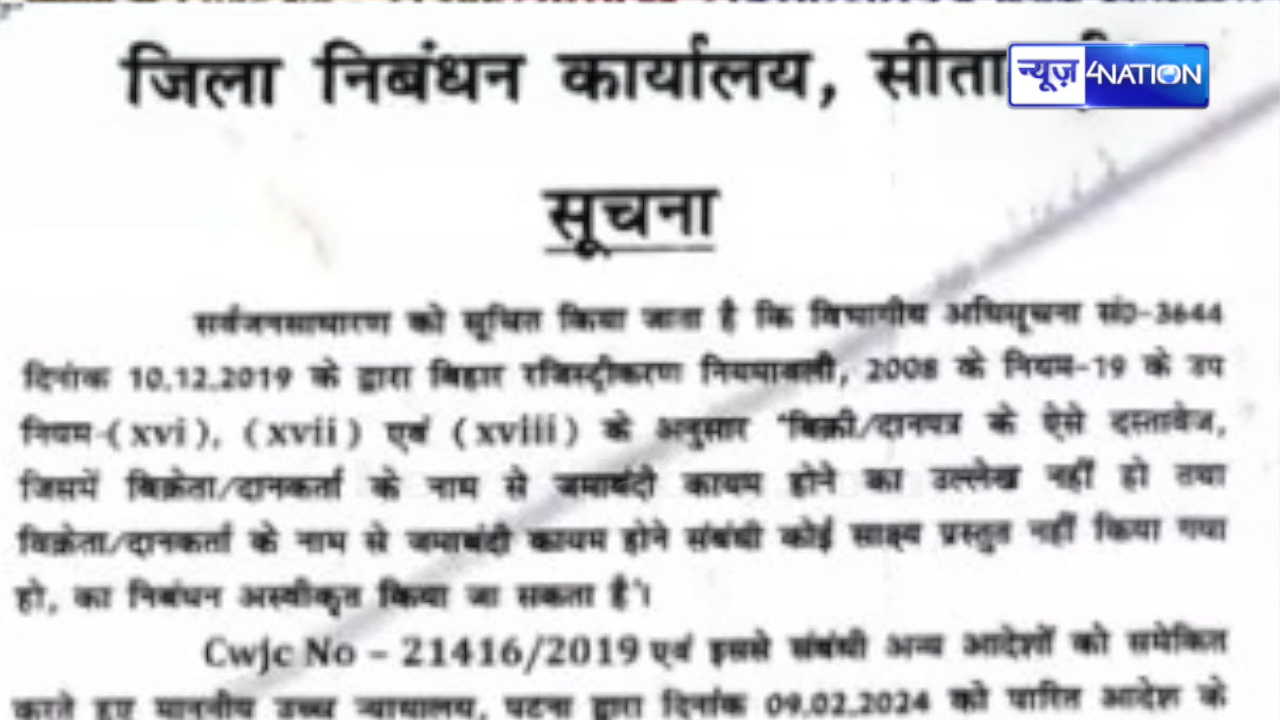 जिला निबंधन कार्यालय, सीता
न्यूज़ 4NATION
सूचना
सर्वजनसाधारण को सूचित किया जाता है कि विभागीय अधिसूचना सं0-3644
दिनांक 10.12.2019 के द्वारा बिहार रजिस्ट्रीकरण नियमावली, 2008 के नियम-19 के उप
नियम-(xvi), (xvii) एवं (xviii) के अनुसार "बिक्री/दानपत्र के ऐसे दस्तावेज,
जिसमें विक्रेता/दानकर्ता के नाम से जमाबंदी कायम होने का उल्लेख नहीं हो तथा
विक्रेता/दानकर्ता के नाम से जमाबंदी कायम होने संबंधी कोई साक्ष्य प्रस्तुत नहीं किया गया
हो, का निबंधन अस्वीकृत किया जा सकता है"।
Cwjc No – 21416/2019 एवं इससे संबंधी अन्य आदेशों को समेकित
करते हुए माननीय उच्च न्यायालय, पटना द्वारा दिनांक 09.02.2024 को पारित आदेश के